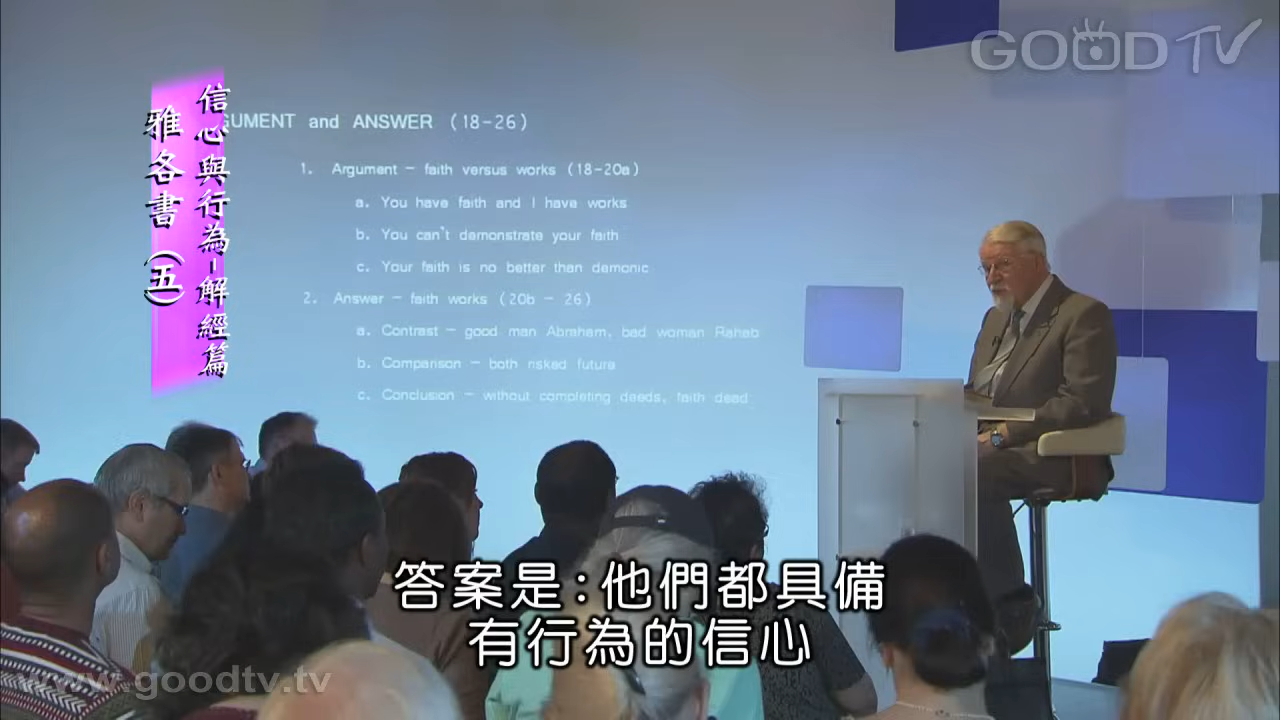 GOOD TV
信心與行為-解經篇
雅各書（五）
GUMENT and ANSWER (18-26)
1. Argument - faith versus works (18-20a)
a. You have faith and I have works
b. You can't demonstrate your faith
c. Your faith is no better than demonic
2. Answer - faith works (20b - 26)
a. Contrast - good man Abraham, bad woman Rahab
b. Comparison - both risked future
c. Conclusion - without completing deeds, faith dead
答案是:他們都具備
有行為的信心
www.goodtv.tv